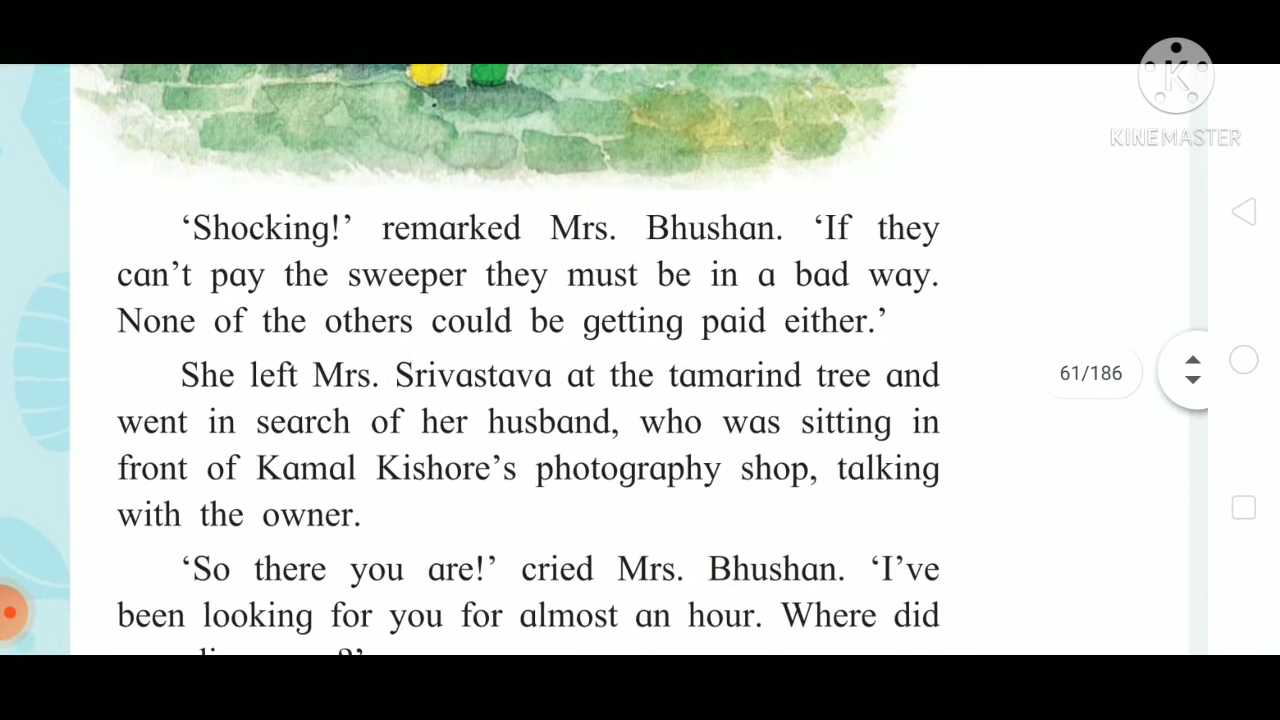 KINEMASTER
‘Shocking!’ remarked Mrs. Bhushan. ‘If they
can’t pay the sweeper they must be in a bad way.
None of the others could be getting paid either.’
She left Mrs. Srivastava at the tamarind tree and
went in search of her husband, who was sitting in
front of Kamal Kishore’s photography shop, talking
with the owner.
61/186
‘So there you are!’ cried Mrs. Bhushan. ‘I’ve
been looking for you for almost an hour. Where did